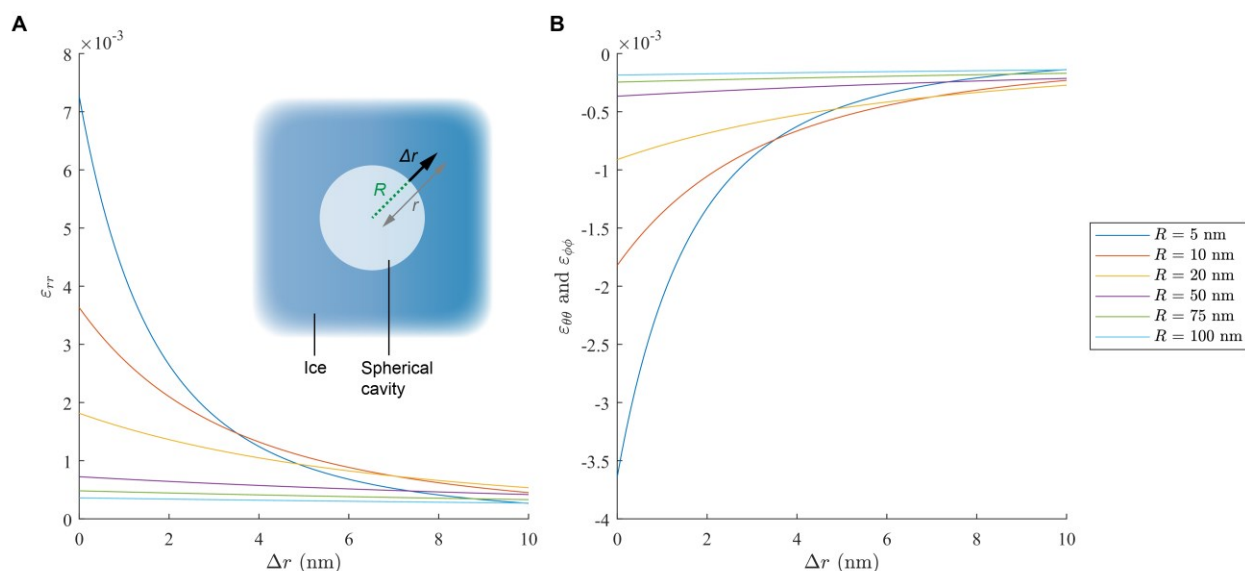 A
×10⁻³
8
7
6
5
4
3
2
1
0
εrr
0 2 4 6 8 10
Δr (nm)
Δr
R
r
Ice
Spherical
cavity
B
×10⁻³
0
-0.5
-1
-1.5
-2
-2.5
-3
-3.5
-4
εθθ and εϕϕ
0 2 4 6 8 10
Δr (nm)
R = 5 nm
R = 10 nm
R = 20 nm
R = 50 nm
R = 75 nm
R = 100 nm